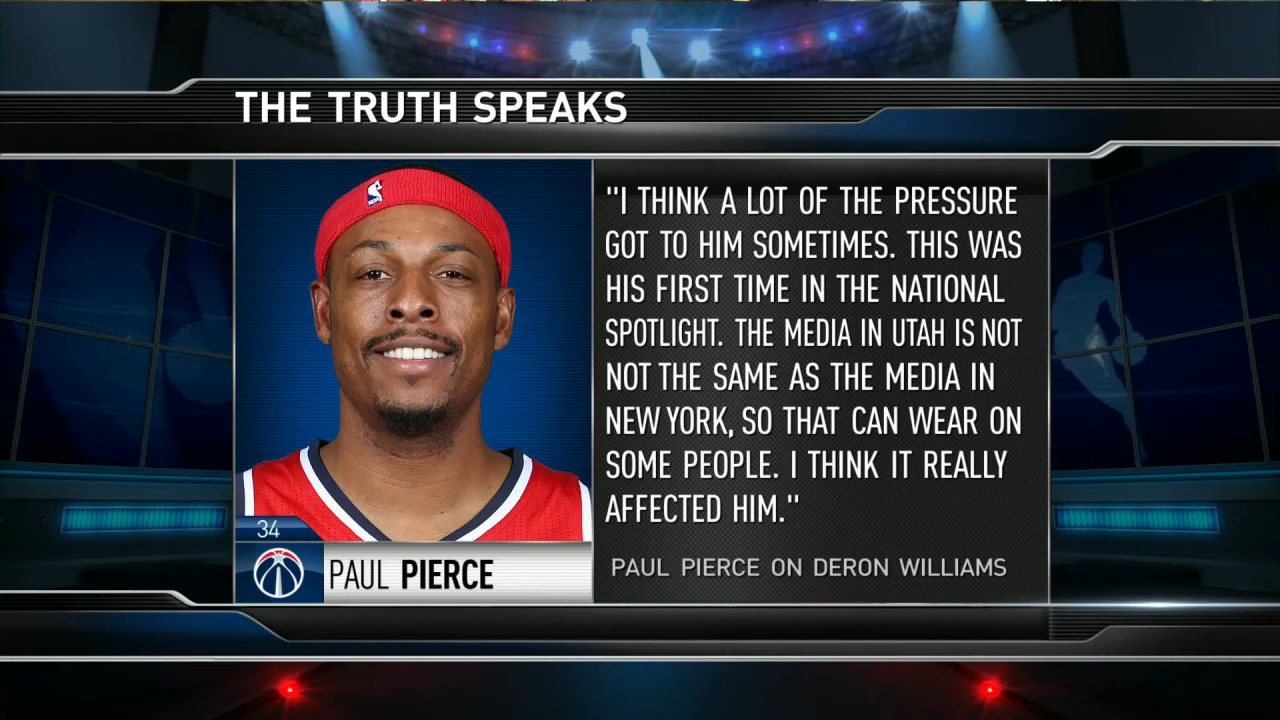 THE TRUTH SPEAKS
"I THINK A LOT OF THE PRESSURE
GOT TO HIM SOMETIMES. THIS WAS
HIS FIRST TIME IN THE NATIONAL
SPOTLIGHT. THE MEDIA IN UTAH IS NOT
NOT THE SAME AS THE MEDIA IN
NEW YORK, SO THAT CAN WEAR ON
SOME PEOPLE. I THINK IT REALLY
AFFECTED HIM."
PAUL PIERCE ON DERON WILLIAMS
34
PAUL PIERCE